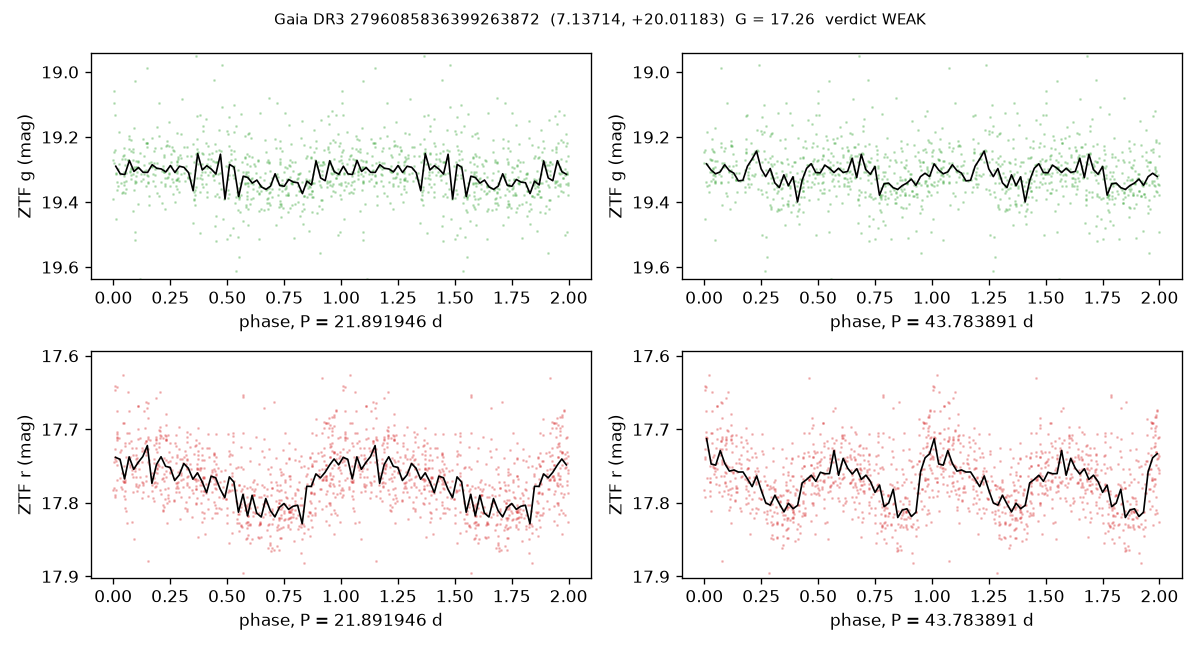 Gaia DR3 2796085836399263872 (7.13714, +20.01183) G = 17.26 verdict WEAK
ZTF g (mag)
19.0
19.2
19.4
19.6
0.00 0.25 0.50 0.75 1.00 1.25 1.50 1.75 2.00
phase, P = 21.891946 d
ZTF g (mag)
19.0
19.2
19.4
19.6
0.00 0.25 0.50 0.75 1.00 1.25 1.50 1.75 2.00
phase, P = 43.783891 d
ZTF r (mag)
17.6
17.7
17.8
17.9
0.00 0.25 0.50 0.75 1.00 1.25 1.50 1.75 2.00
phase, P = 21.891946 d
ZTF r (mag)
17.6
17.7
17.8
17.9
0.00 0.25 0.50 0.75 1.00 1.25 1.50 1.75 2.00
phase, P = 43.783891 d